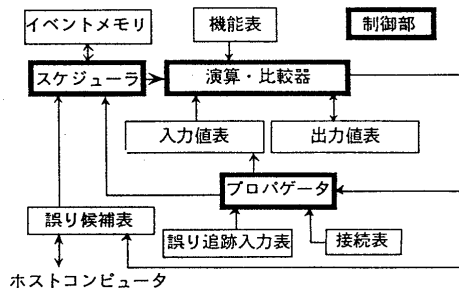 イベントメモリ
機能表
制御部
スケジューラ
演算・比較器
入力値表
出力値表
プロパゲータ
誤り候補表
誤り追跡入力表
接続表
ホストコンピュータ